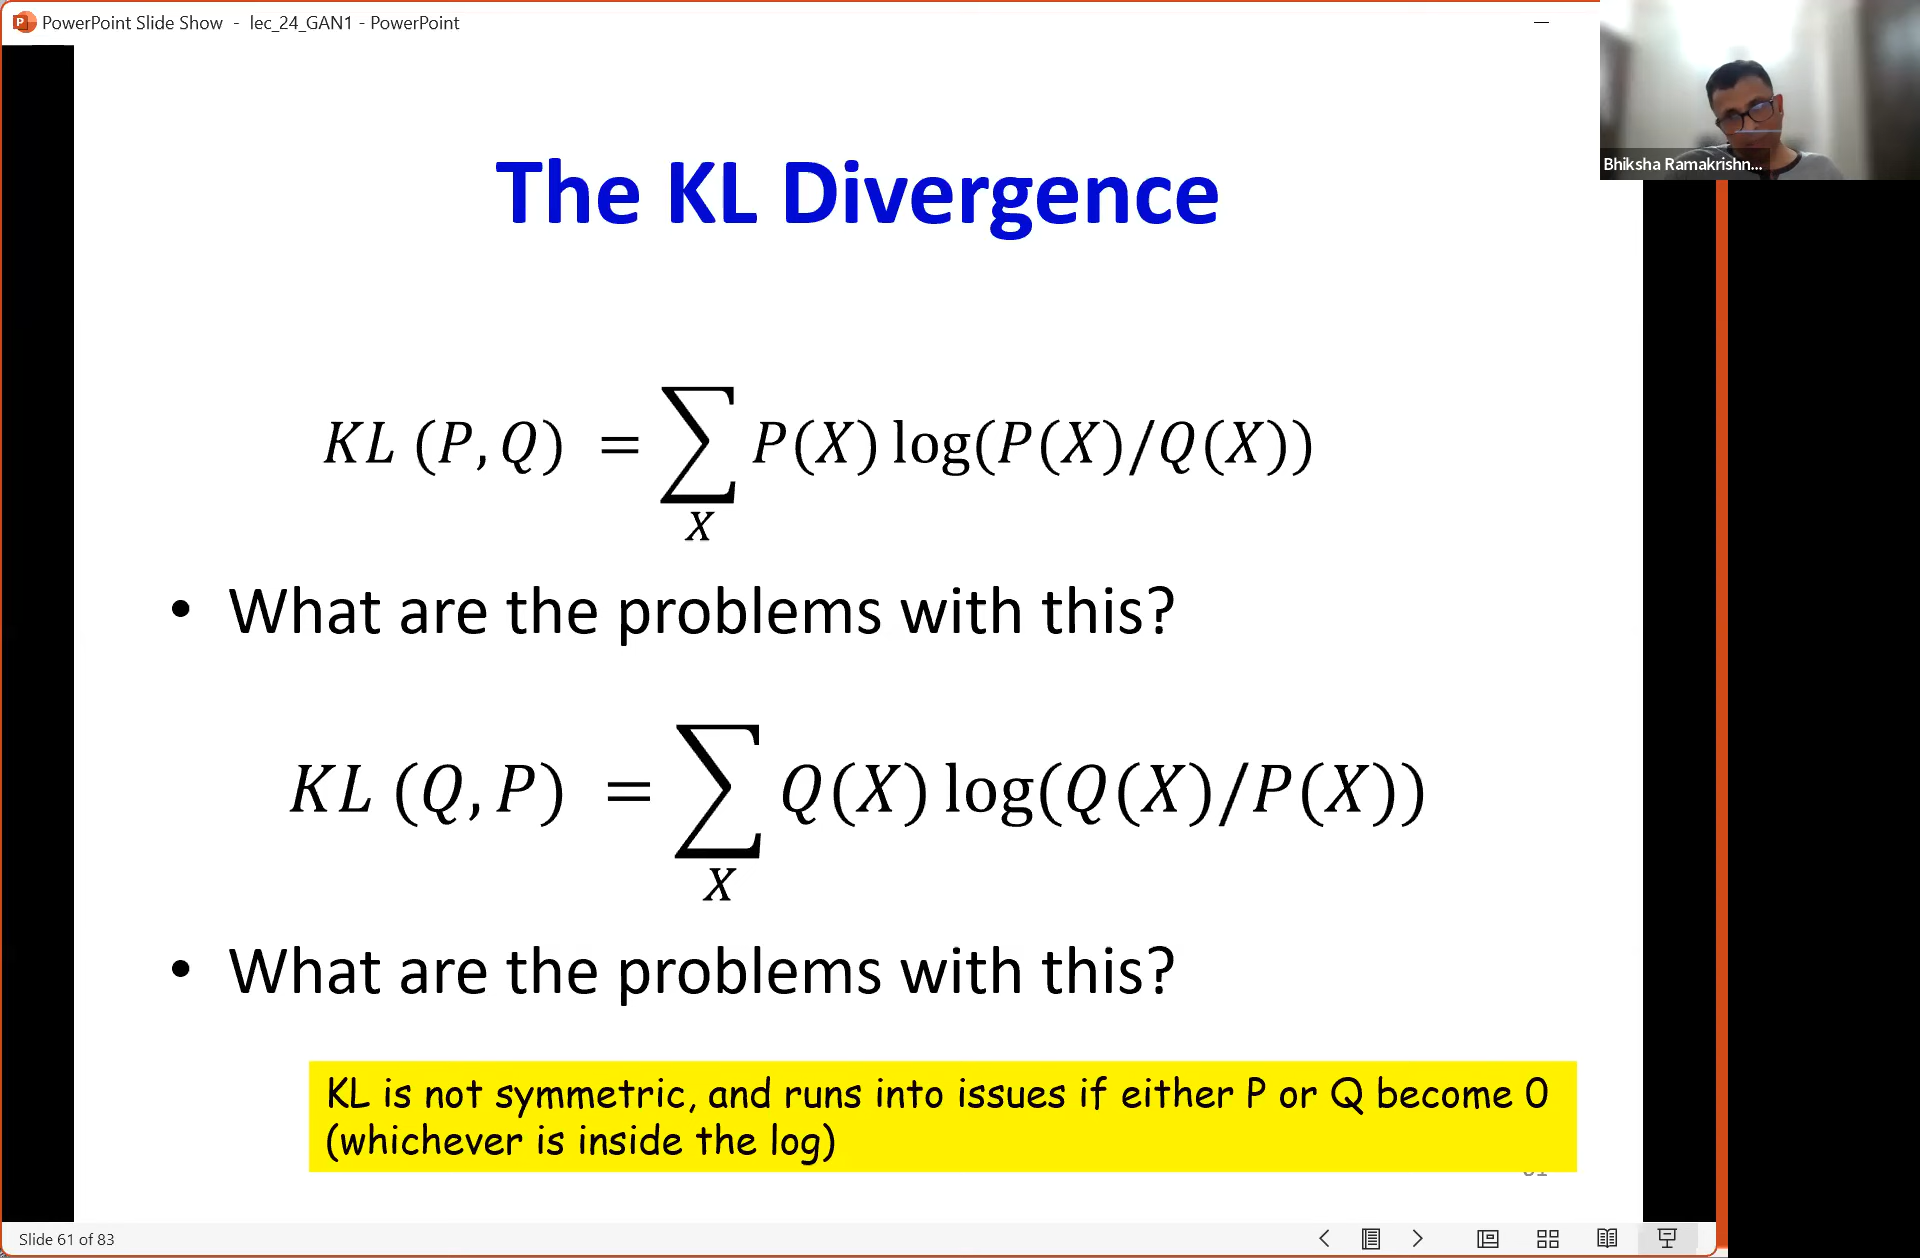 PowerPoint Slide Show - lec_24_GAN1 - PowerPoint
Bhiksha Ramakrishn...
The KL Divergence
KL (P, Q) = ∑ P(X) log(P(X)/Q(X))
X
• What are the problems with this?
KL (Q, P) = ∑ Q(X) log(Q(X)/P(X))
X
• What are the problems with this?
KL is not symmetric, and runs into issues if either P or Q become 0
(whichever is inside the log)
Slide 61 of 83